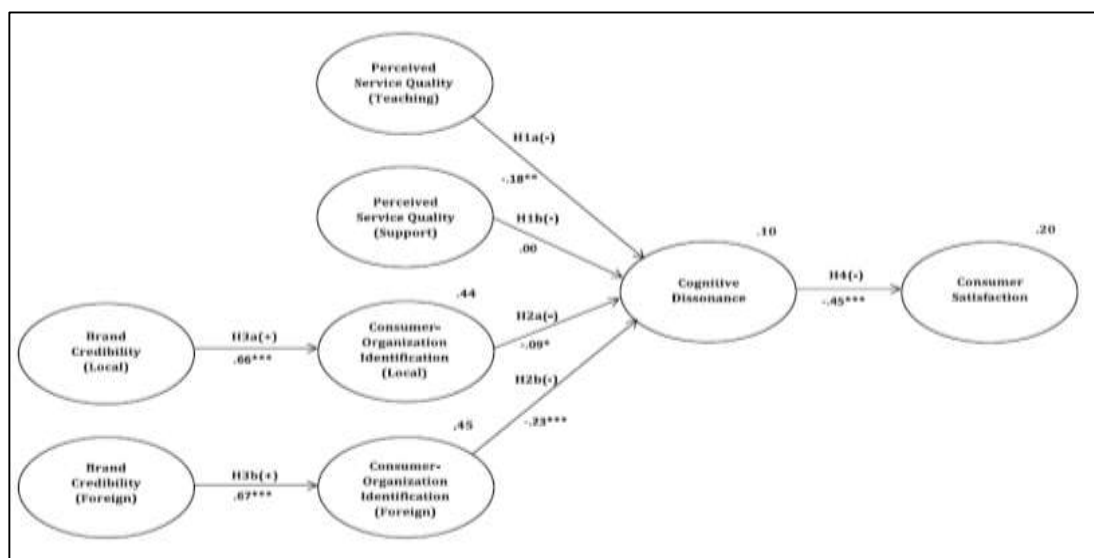 Perceived
Service Quality
(Teaching)
H1a(-)
-.18**
Perceived
Service Quality
(Support)
H1b(-)
.00
.10
.20
Cognitive
Dissonance
H4(-)
-.45***
Consumer
Satisfaction
.44
Brand
Credibility
(Local)
H3a(+)
.66***
Consumer-
Organization
Identification
(Local)
H2a(-)
-.09*
H2b(-)
-.23***
.45
Brand
Credibility
(Foreign)
H3b(+)
.67***
Consumer-
Organization
Identification
(Foreign)